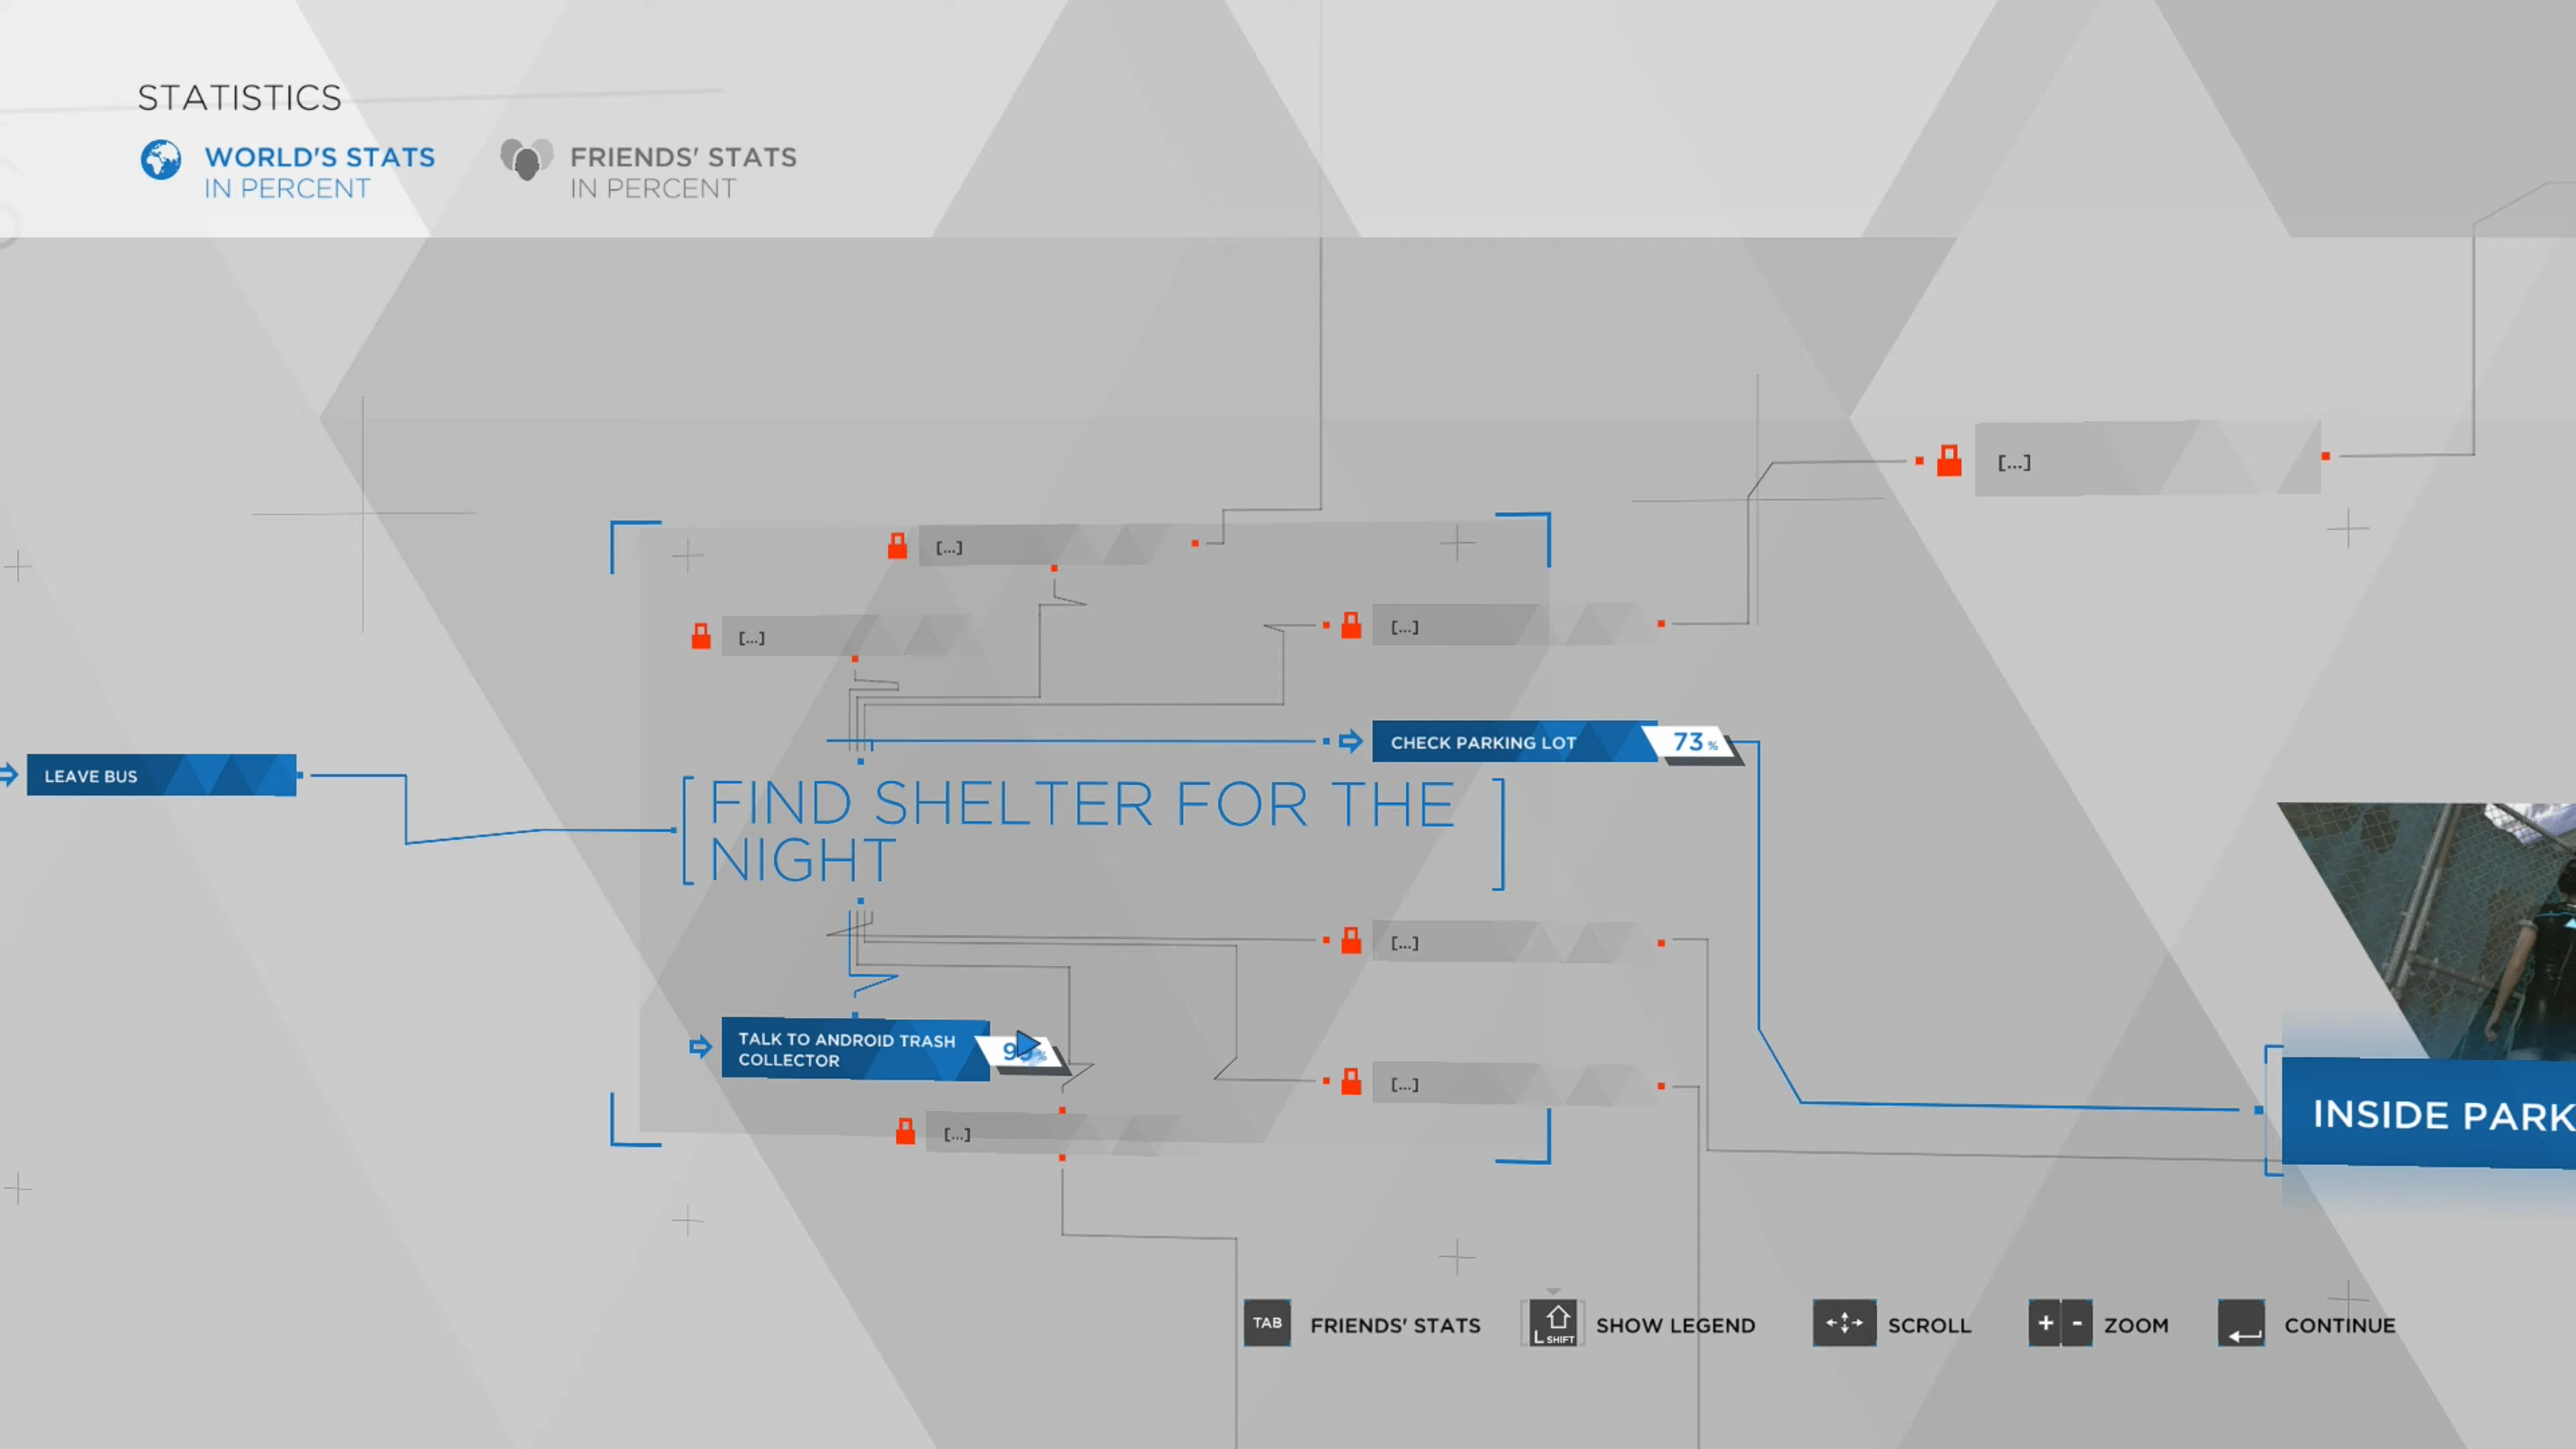 STATISTICS
WORLD'S STATS
IN PERCENT
FRIENDS' STATS
IN PERCENT
[...]
[...]
[...]
[...]
LEAVE BUS
CHECK PARKING LOT
73 %
FIND SHELTER FOR THE
NIGHT
[...]
TALK TO ANDROID TRASH
COLLECTOR
[...]
[...]
INSIDE PARK
TAB
FRIENDS' STATS
L SHIFT
SHOW LEGEND
SCROLL
+ -
ZOOM
CONTINUE